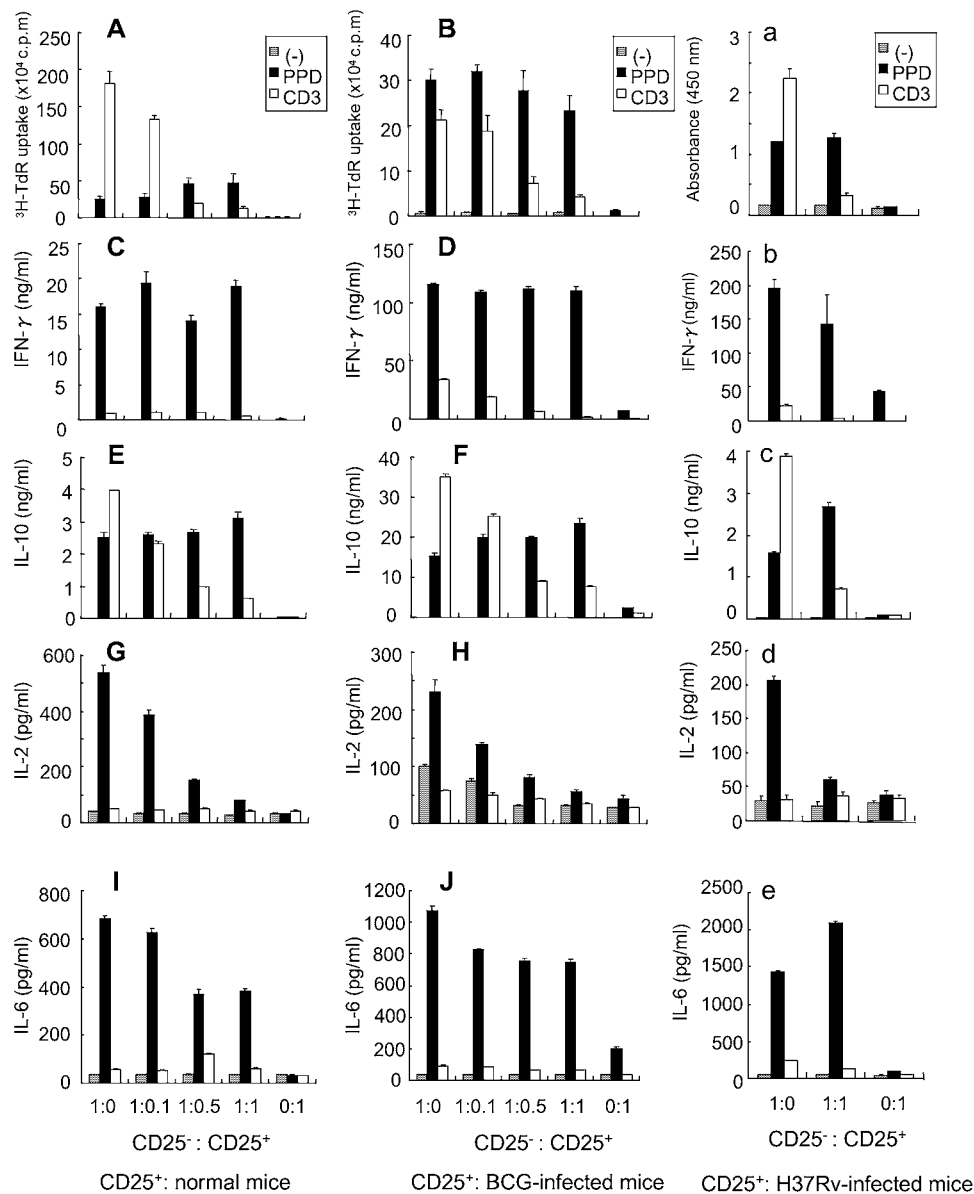 A
³H-TdR uptake (x10⁴ c.p.m)
250
200
150
100
50
0
(-)
PPD
CD3
B
³H-TdR uptake (x10⁴ c.p.m)
40
30
20
10
0
(-)
PPD
CD3
a
Absorbance (450 nm)
3
2
1
0
(-)
PPD
CD3
C
IFN-γ (ng/ml)
25
20
15
10
5
0
D
IFN-γ (ng/ml)
150
100
50
0
b
IFN-γ (ng/ml)
250
200
150
100
50
0
E
IL-10 (ng/ml)
5
4
3
2
1
0
F
IL-10 (ng/ml)
40
30
20
10
0
c
IL-10 (ng/ml)
4
3
2
1
0
G
IL-2 (pg/ml)
600
400
200
0
H
IL-2 (pg/ml)
300
200
100
0
d
IL-2 (pg/ml)
250
200
150
100
50
0
I
IL-6 (pg/ml)
800
600
400
200
0
J
IL-6 (pg/ml)
1200
1000
800
600
400
200
0
e
IL-6 (pg/ml)
2500
2000
1500
1000
500
0
1:0 1:0.1 1:0.5 1:1 0:1
CD25⁻ : CD25⁺
CD25⁺: normal mice
1:0 1:0.1 1:0.5 1:1 0:1
CD25⁻ : CD25⁺
CD25⁺: BCG-infected mice
1:0 1:1 0:1
CD25⁻ : CD25⁺
CD25⁺: H37Rv-infected mice